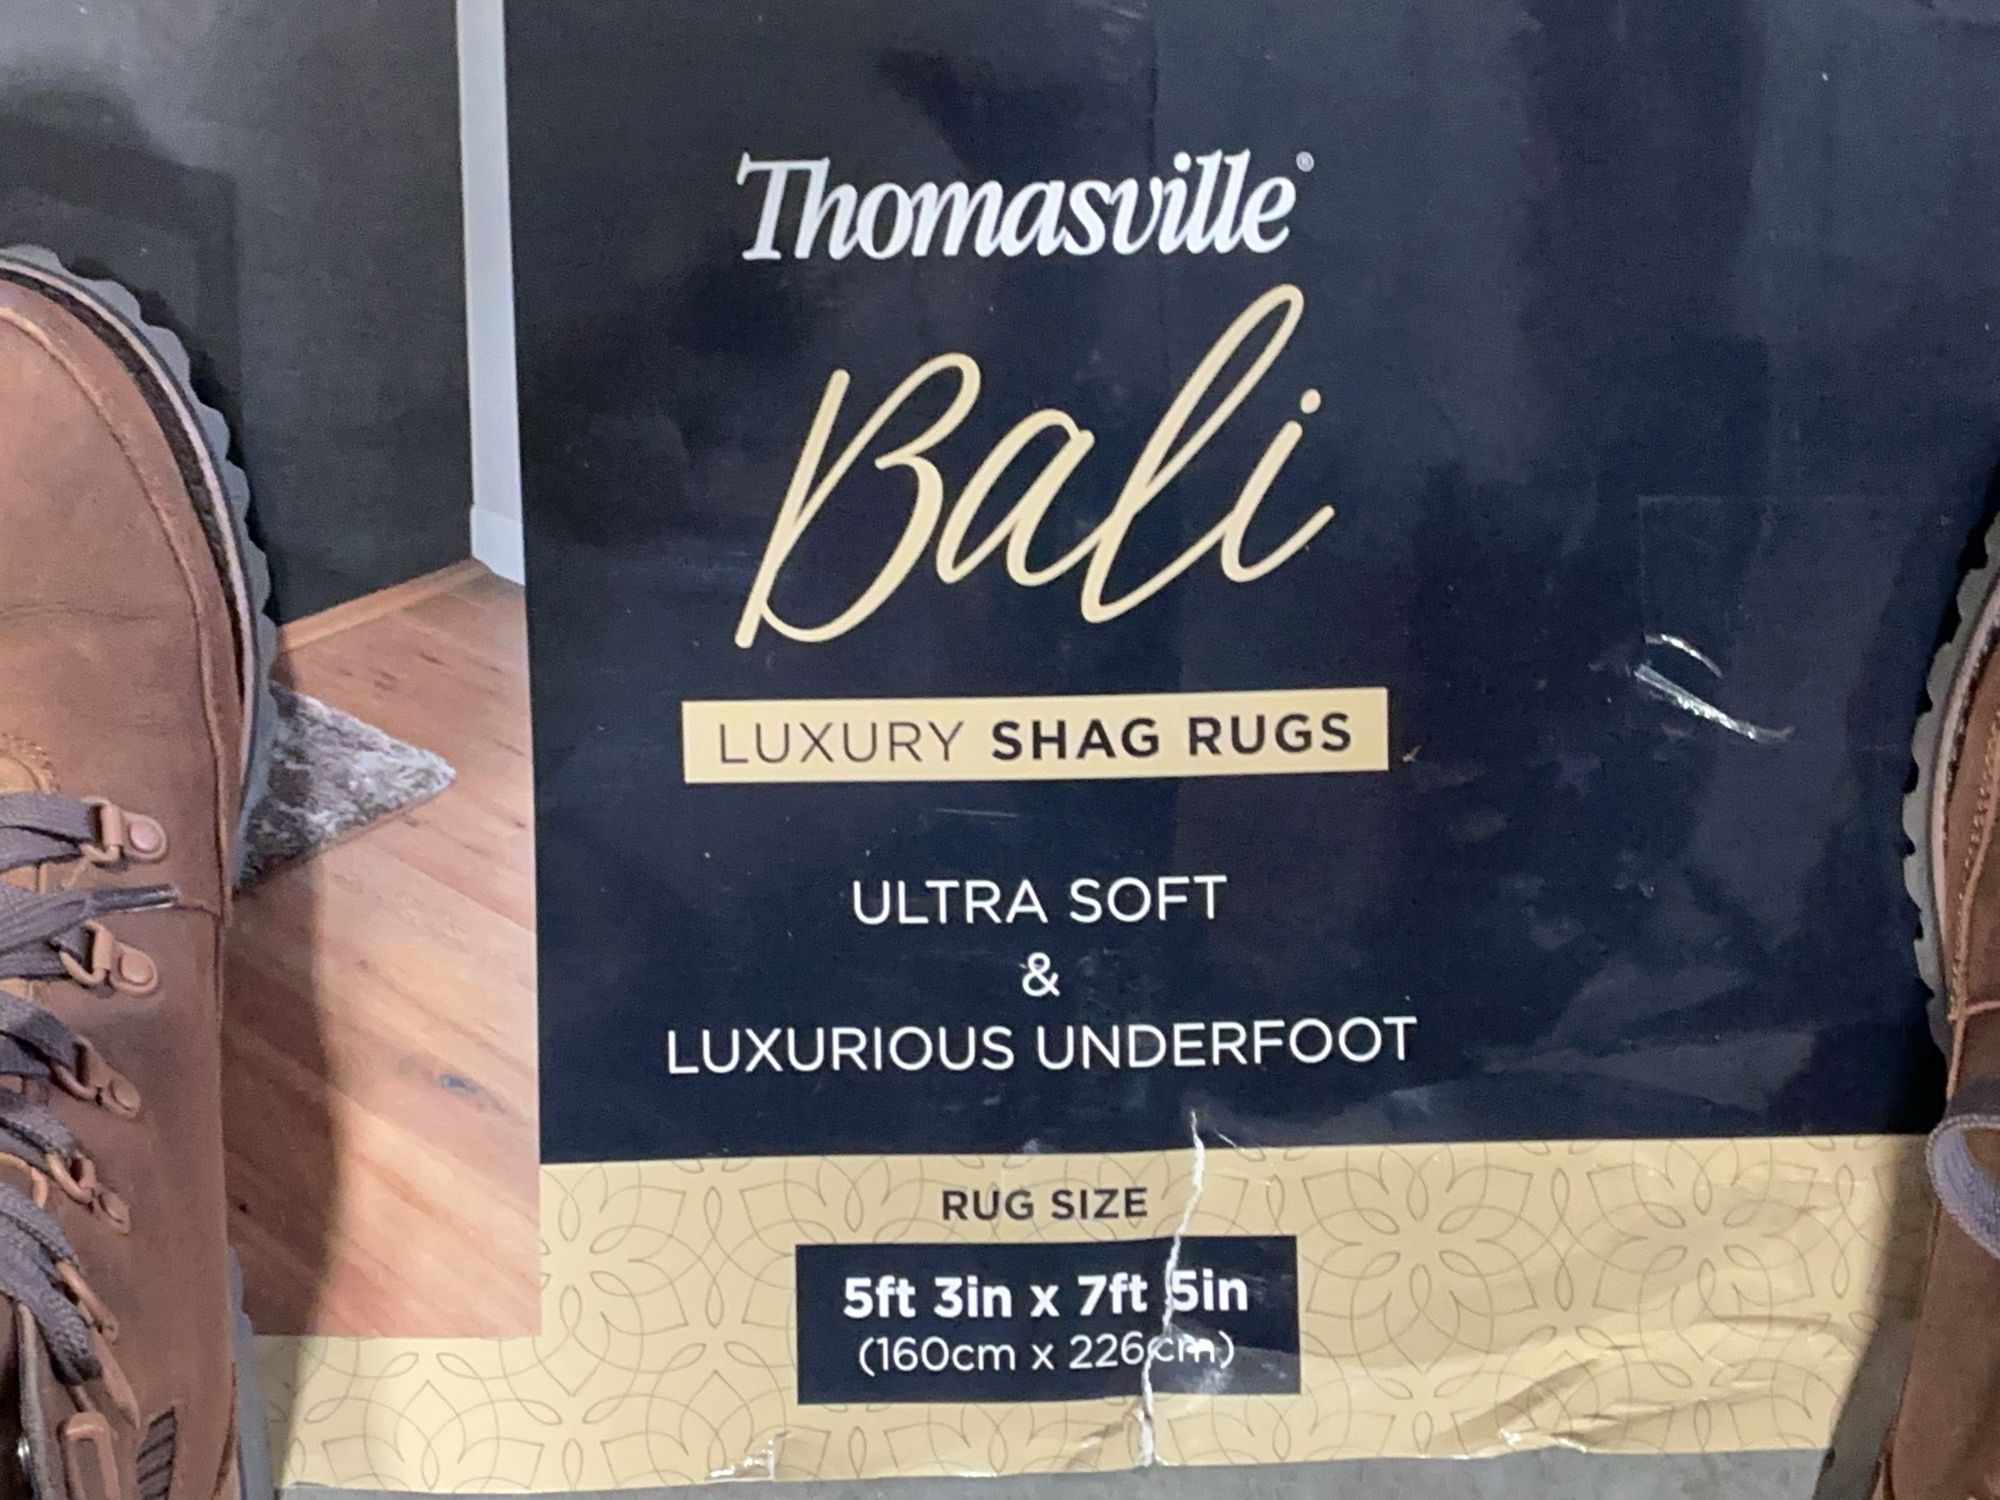 Thomasville®
Bali
LUXURY SHAG RUGS
ULTRA SOFT
&
LUXURIOUS UNDERFOOT
RUG SIZE
5ft 3in x 7ft 5in
(160cm x 226cm)